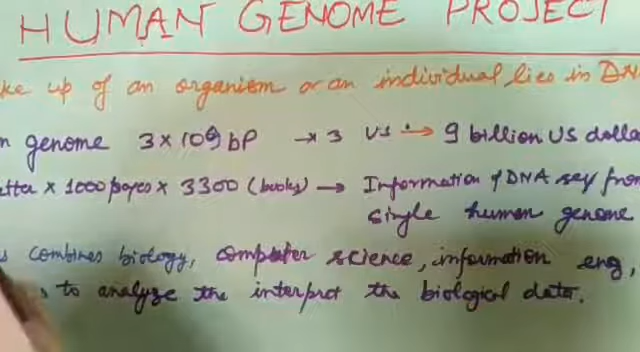 HUMAN GENOME PROJECT
ke up of an organism or an individual lies in DNA
n genome 3 × 10⁹ bp → 3 US → 9 billion US dolla
tter × 1000 pages × 3300 (books) → Information of DNA seq from
single human genome
s combines biology, computer science, information eng,
to analyze the interpret the biological data.